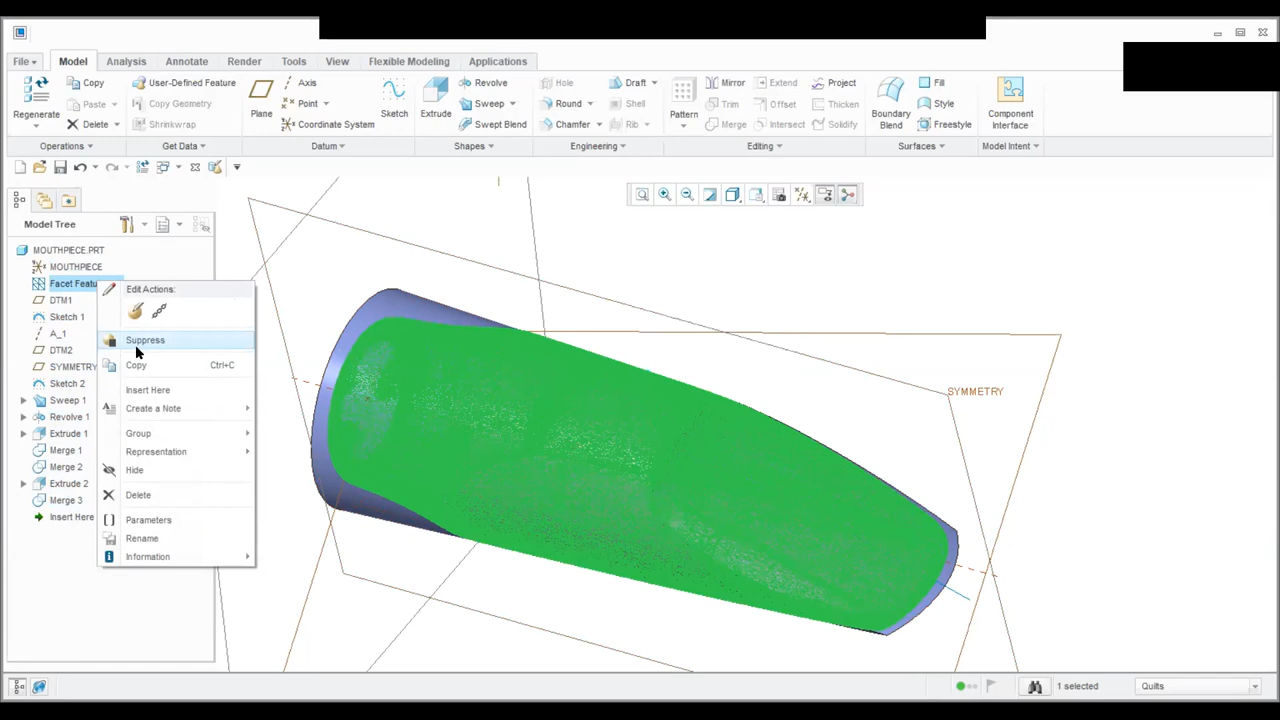 File Model Analysis Annotate Render Tools View Flexible Modeling Applications
Copy User-Defined Feature Axis Revolve Hole Draft Mirror Extend Project Fill
Regenerate Paste Copy Geometry Plane Point Sketch Extrude Sweep Round Shell Pattern Trim Offset Thicken Boundary Blend Style Component Interface
Delete Shrinkwrap Coordinate System Swept Blend Chamfer Rib Merge Intersect Solidify Freestyle
Operations Get Data Datum Shapes Engineering Editing Surfaces Model Intent
Model Tree
MOUTHPIECE.PRT
MOUTHPIECE
Facet Featu
DTM1
Sketch 1
A_1
DTM2
SYMMETRY
Sketch 2
Sweep 1
Revolve 1
Extrude 1
Merge 1
Merge 2
Extrude 2
Merge 3
Insert Here
Edit Actions:
Suppress
Copy Ctrl+C
Insert Here
Create a Note
Group
Representation
Hide
Delete
Parameters
Rename
Information
SYMMETRY
1 selected Quilts